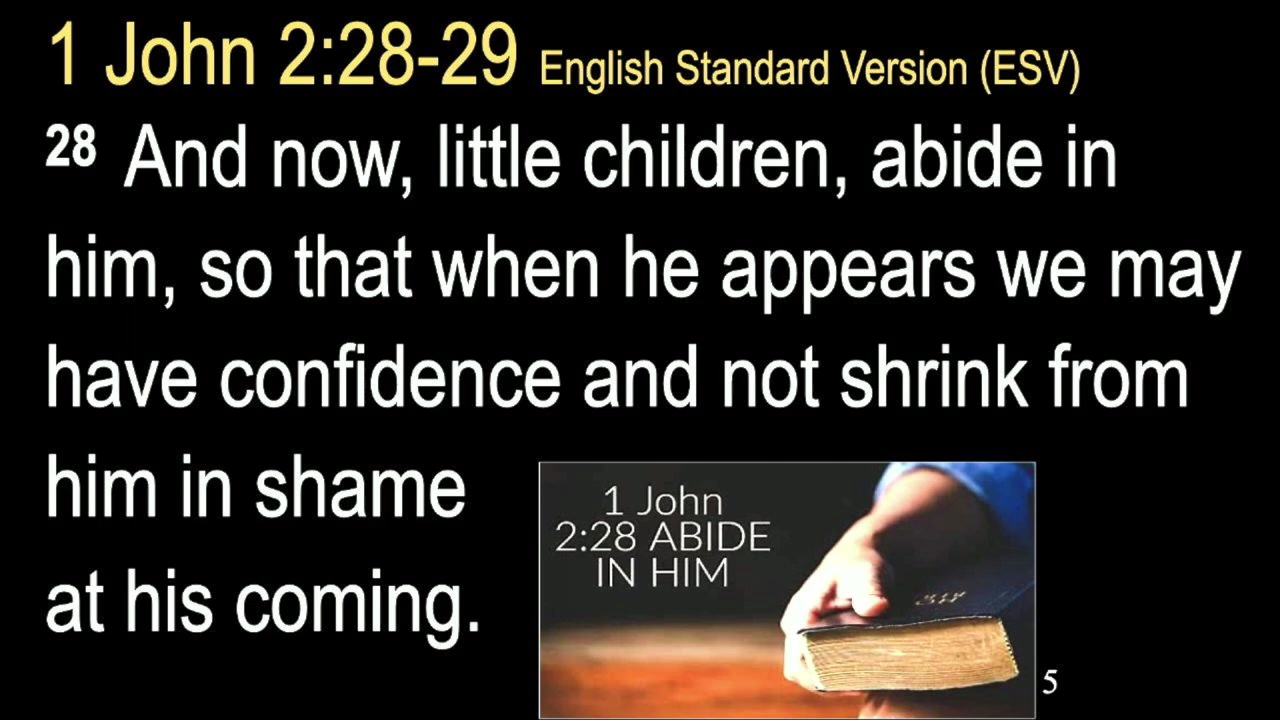 1 John 2:28-29 English Standard Version (ESV)
28 And now, little children, abide in
him, so that when he appears we may
have confidence and not shrink from
him in shame
at his coming.
1 John
2:28 ABIDE
IN HIM
5